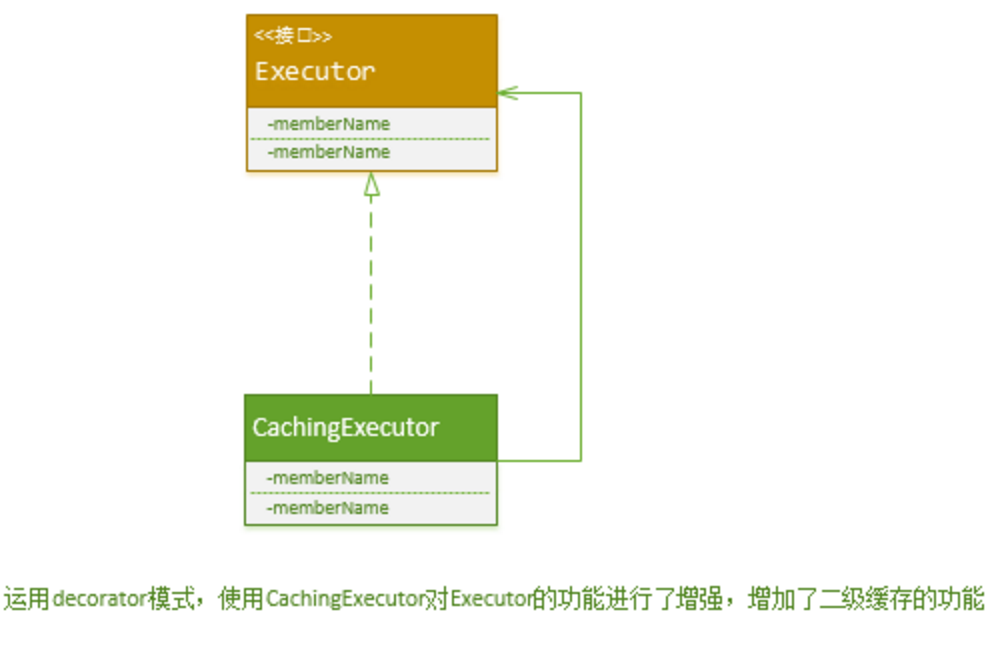 <<接口>>
Executor
-memberName
-memberName
CachingExecutor
-memberName
-memberName
运用decorator模式，使用CachingExecutor对Executor的功能进行了增强，增加了二级缓存的功能